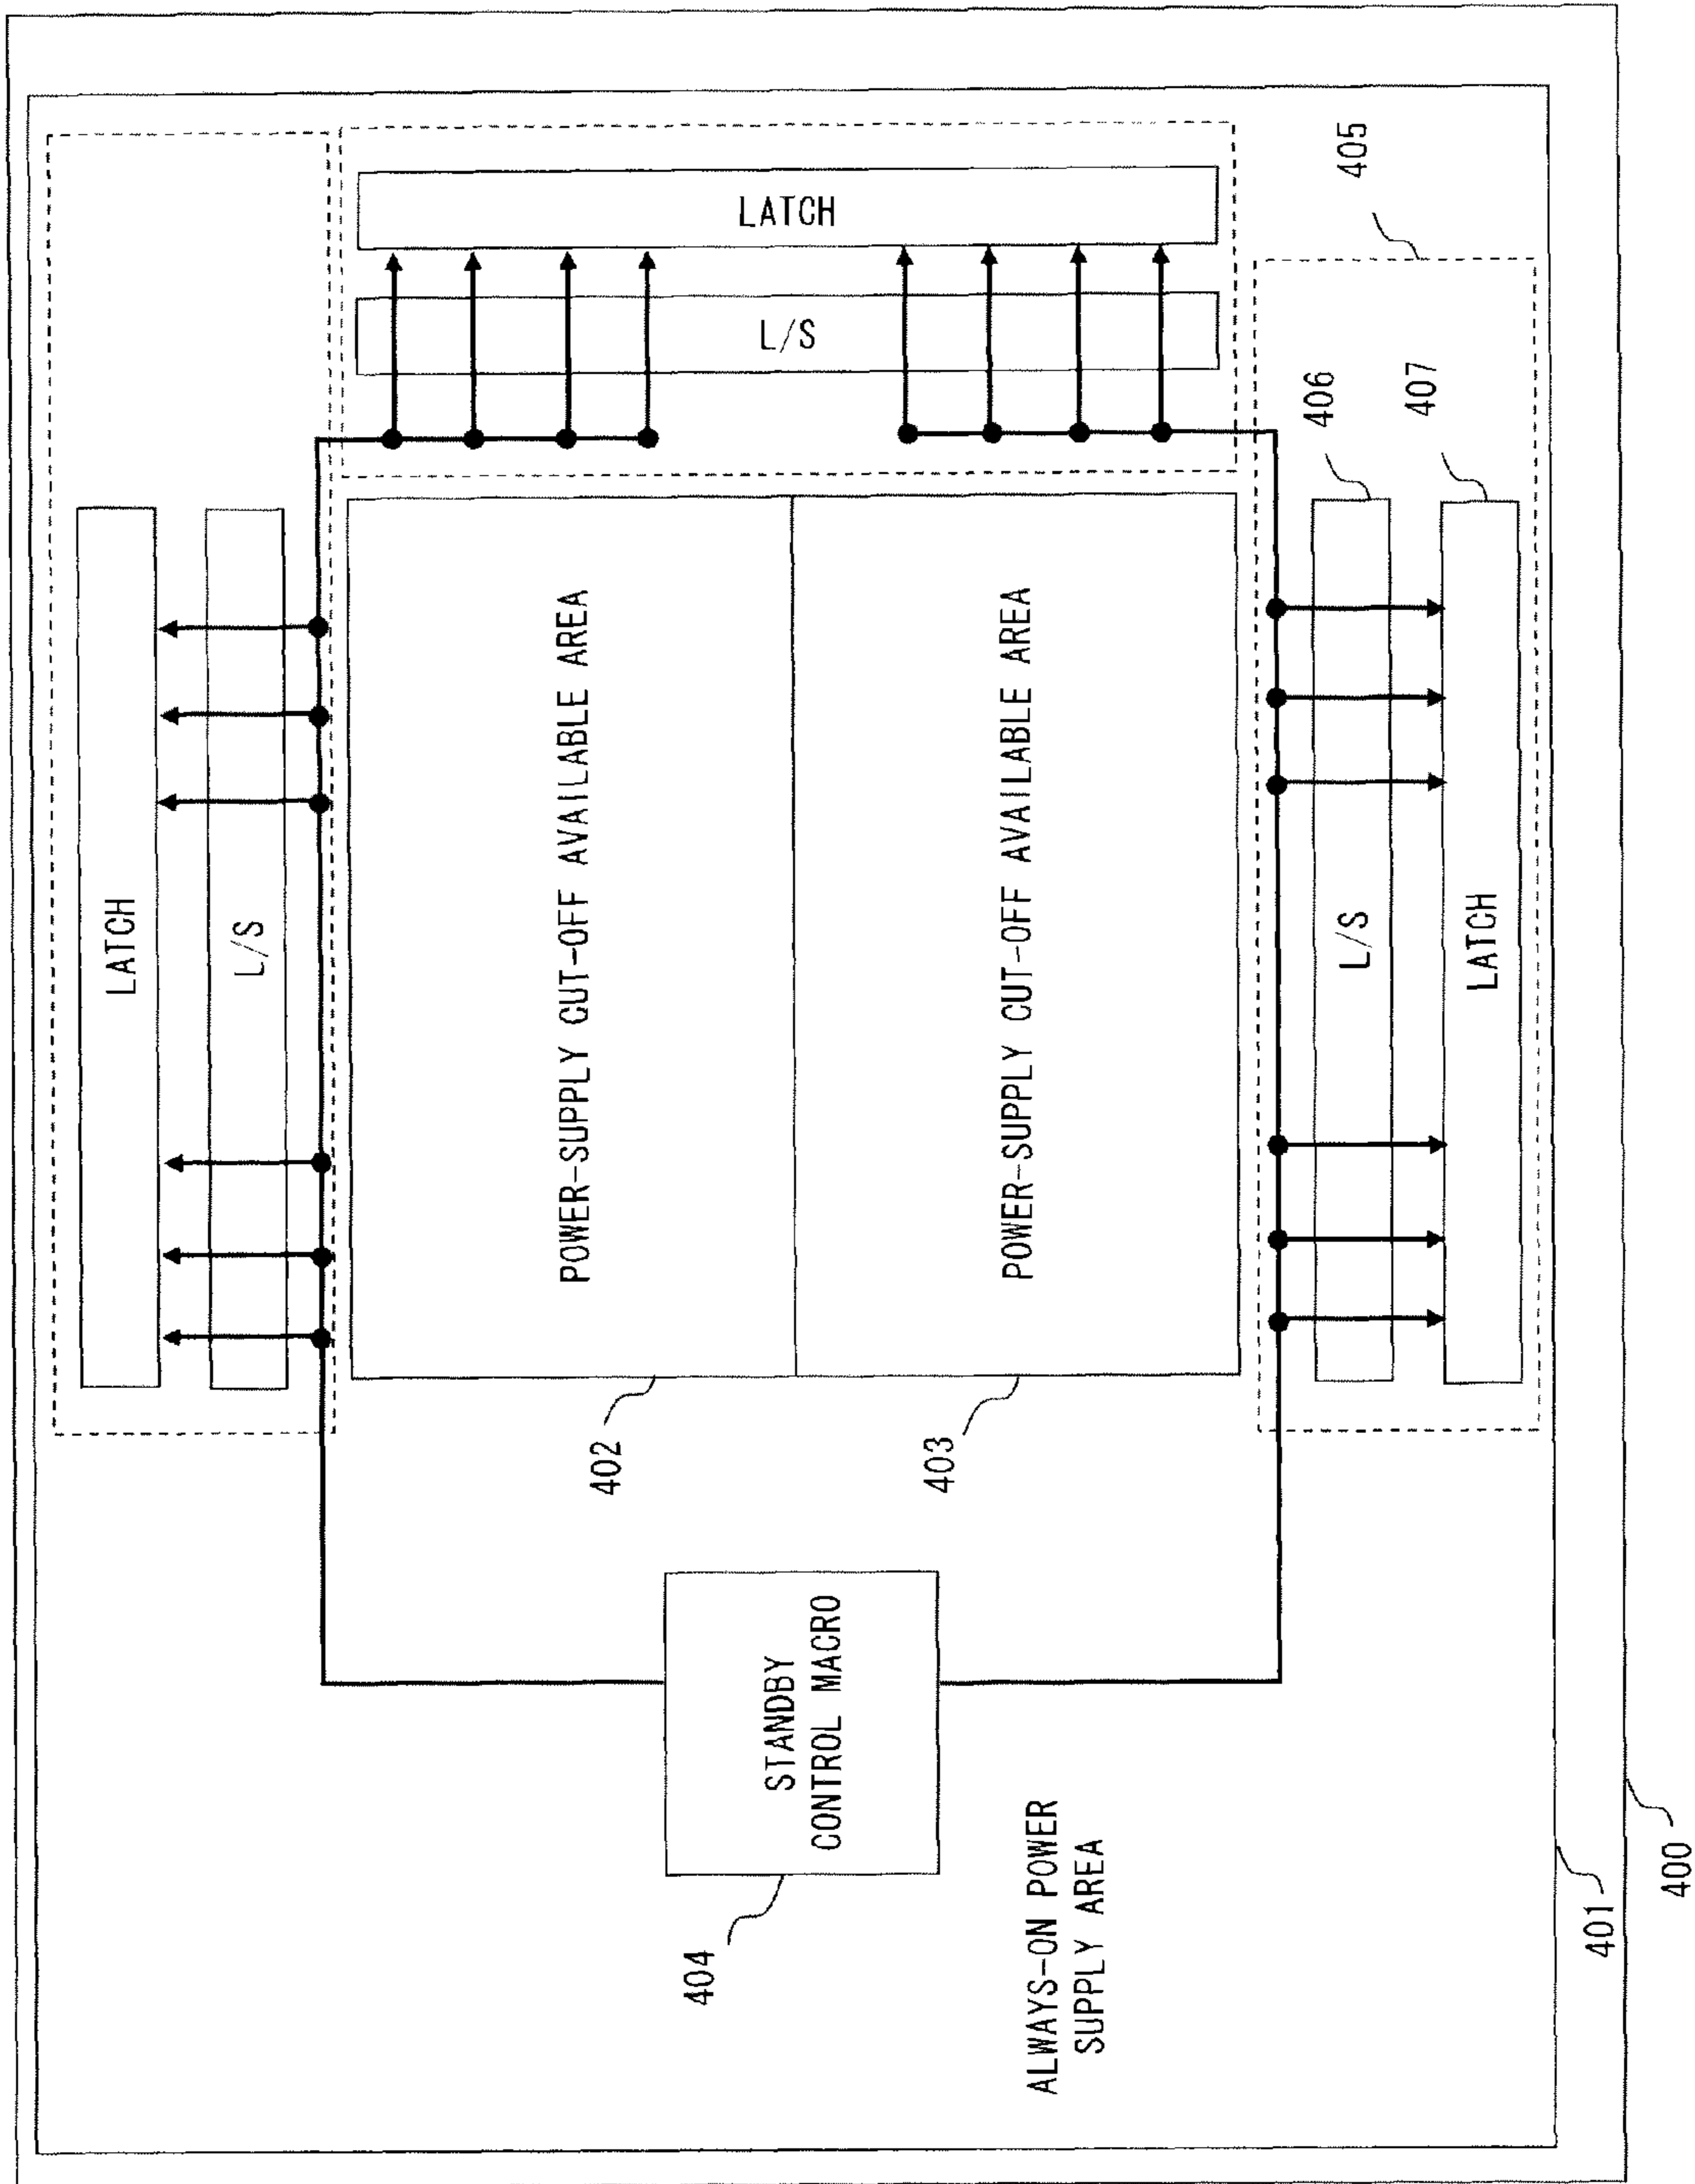 LATCH
L/S
POWER-SUPPLY CUT-OFF AVAILABLE AREA
402
LATCH
L/S
STANDBY
CONTROL MACRO
404
POWER-SUPPLY CUT-OFF AVAILABLE AREA
403
405
406
L/S
407
LATCH
ALWAYS-ON POWER
SUPPLY AREA
401
400